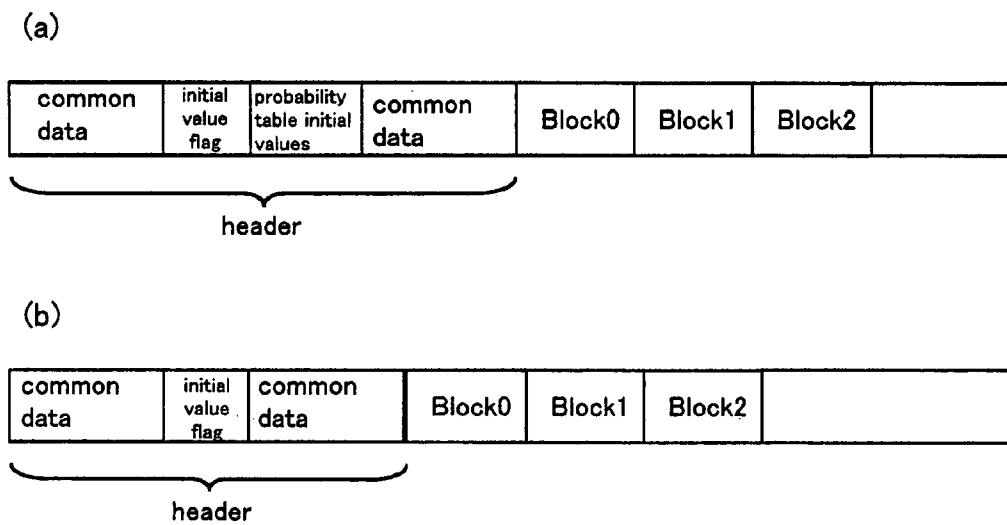 (a)
common data
initial value flag
probability table initial values
common data
Block0
Block1
Block2
header
(b)
common data
initial value flag
common data
Block0
Block1
Block2
header